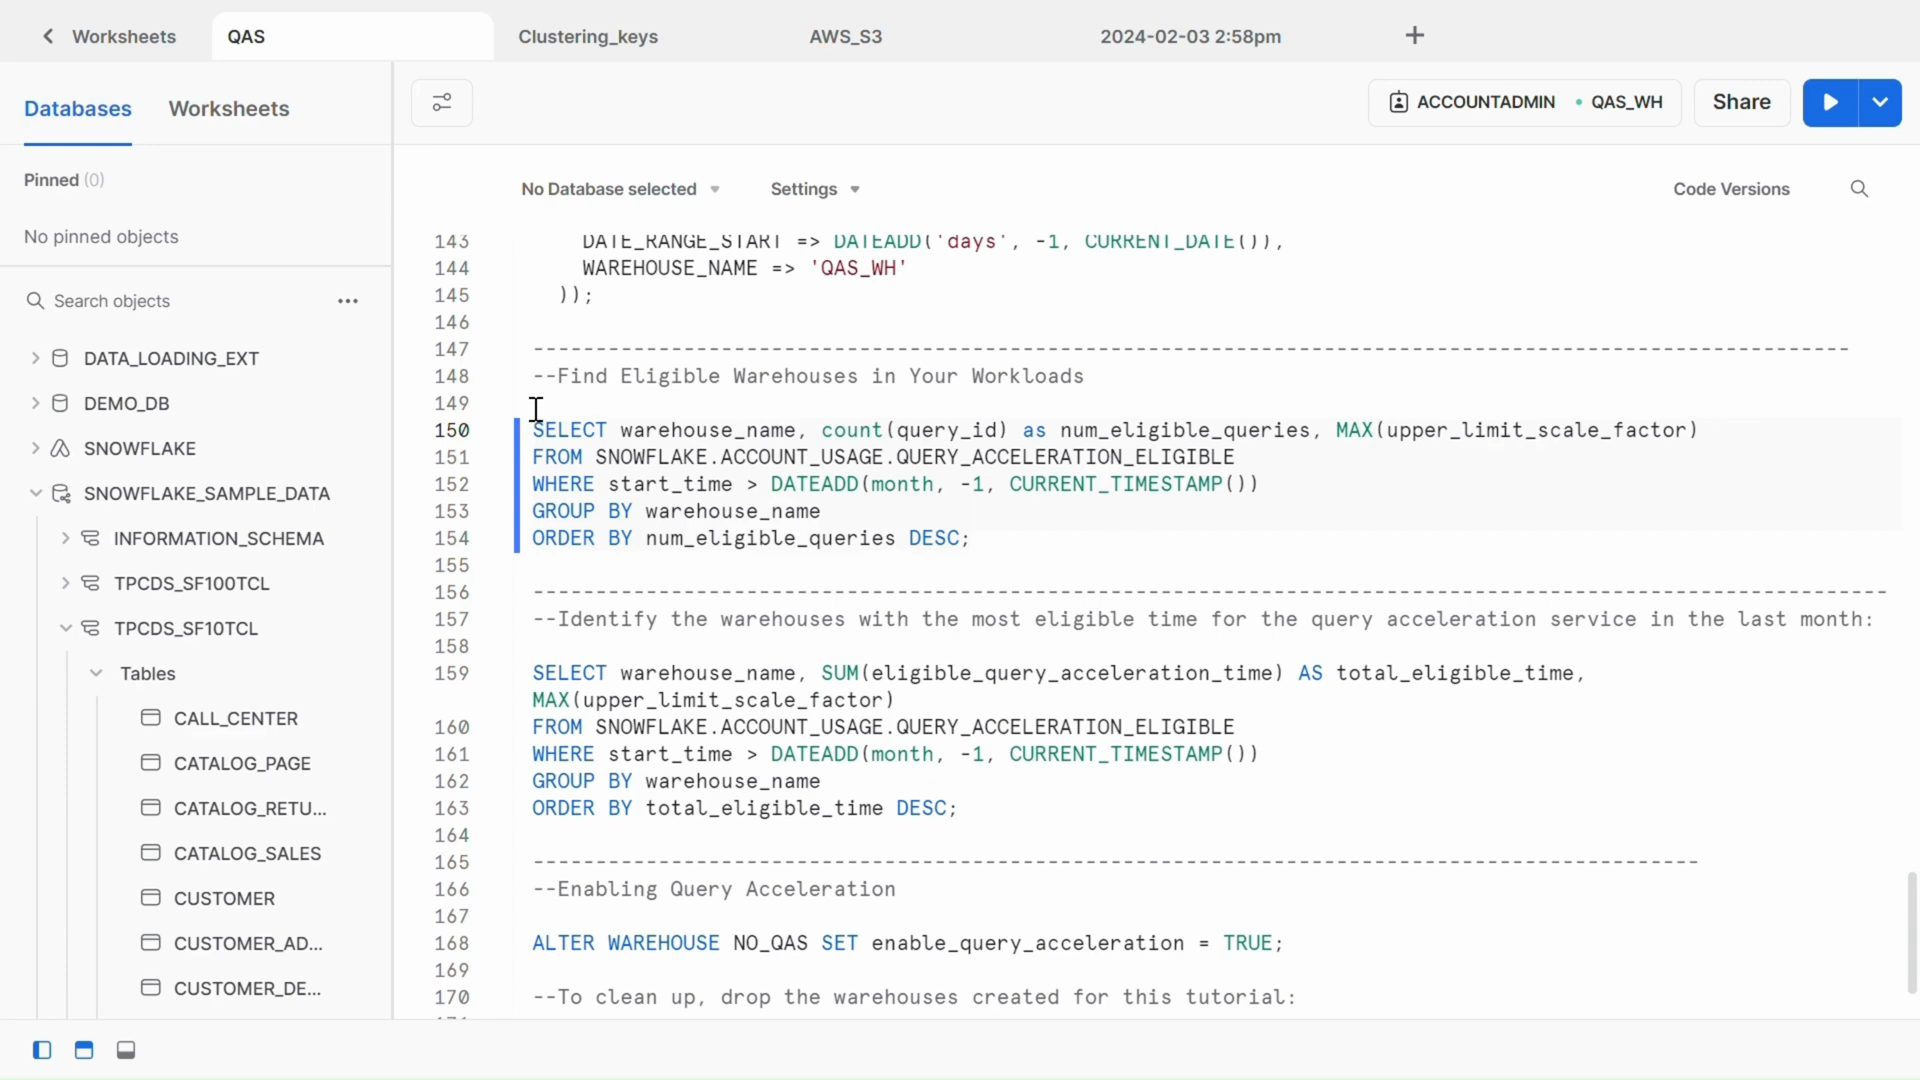 Worksheets
QAS
Clustering_keys
AWS_S3
2024-02-03 2:58pm
Databases
Worksheets
ACCOUNTADMIN • QAS_WH
Share
Pinned (0)
No pinned objects
Search objects
DATA_LOADING_EXT
DEMO_DB
SNOWFLAKE
SNOWFLAKE_SAMPLE_DATA
INFORMATION_SCHEMA
TPCDS_SF100TCL
TPCDS_SF10TCL
Tables
CALL_CENTER
CATALOG_PAGE
CATALOG_RETU...
CATALOG_SALES
CUSTOMER
CUSTOMER_AD...
CUSTOMER_DE...
No Database selected
Settings
Code Versions
143 DATE_RANGE_START => DATEADD('days', -1, CURRENT_DATE()),
144 WAREHOUSE_NAME => 'QAS_WH'
145 ));
146
147 ---------------------------------------------------------------------------------------------------------
148 --Find Eligible Warehouses in Your Workloads
149
150 SELECT warehouse_name, count(query_id) as num_eligible_queries, MAX(upper_limit_scale_factor)
151 FROM SNOWFLAKE.ACCOUNT_USAGE.QUERY_ACCELERATION_ELIGIBLE
152 WHERE start_time > DATEADD(month, -1, CURRENT_TIMESTAMP())
153 GROUP BY warehouse_name
154 ORDER BY num_eligible_queries DESC;
155
156 ------------------------------------------------------------------------------------------------------------
157 --Identify the warehouses with the most eligible time for the query acceleration service in the last month:
158
159 SELECT warehouse_name, SUM(eligible_query_acceleration_time) AS total_eligible_time,
MAX(upper_limit_scale_factor)
160 FROM SNOWFLAKE.ACCOUNT_USAGE.QUERY_ACCELERATION_ELIGIBLE
161 WHERE start_time > DATEADD(month, -1, CURRENT_TIMESTAMP())
162 GROUP BY warehouse_name
163 ORDER BY total_eligible_time DESC;
164
165 ---------------------------------------------------------------------------------------------
166 --Enabling Query Acceleration
167
168 ALTER WAREHOUSE NO_QAS SET enable_query_acceleration = TRUE;
169
170 --To clean up, drop the warehouses created for this tutorial: